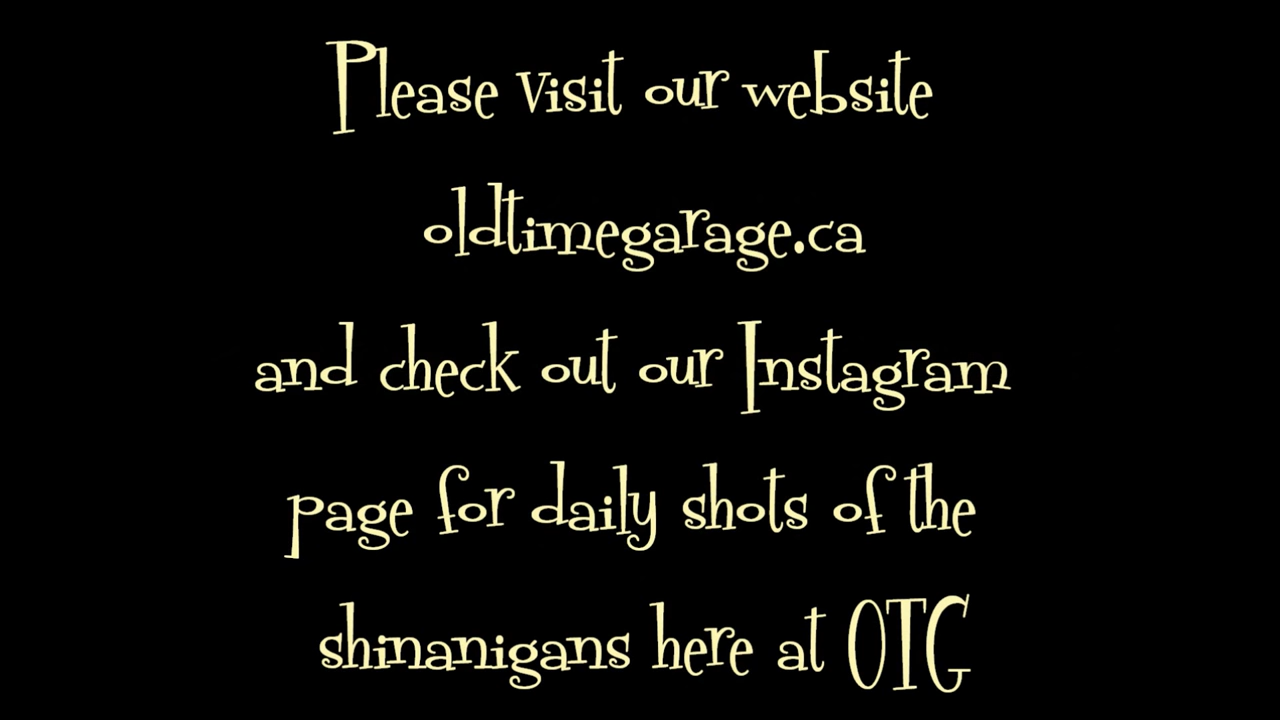 Please visit our website
oldtimegarage.ca
and check out our Instagram
page for daily shots of the
shinanigans here at OTG